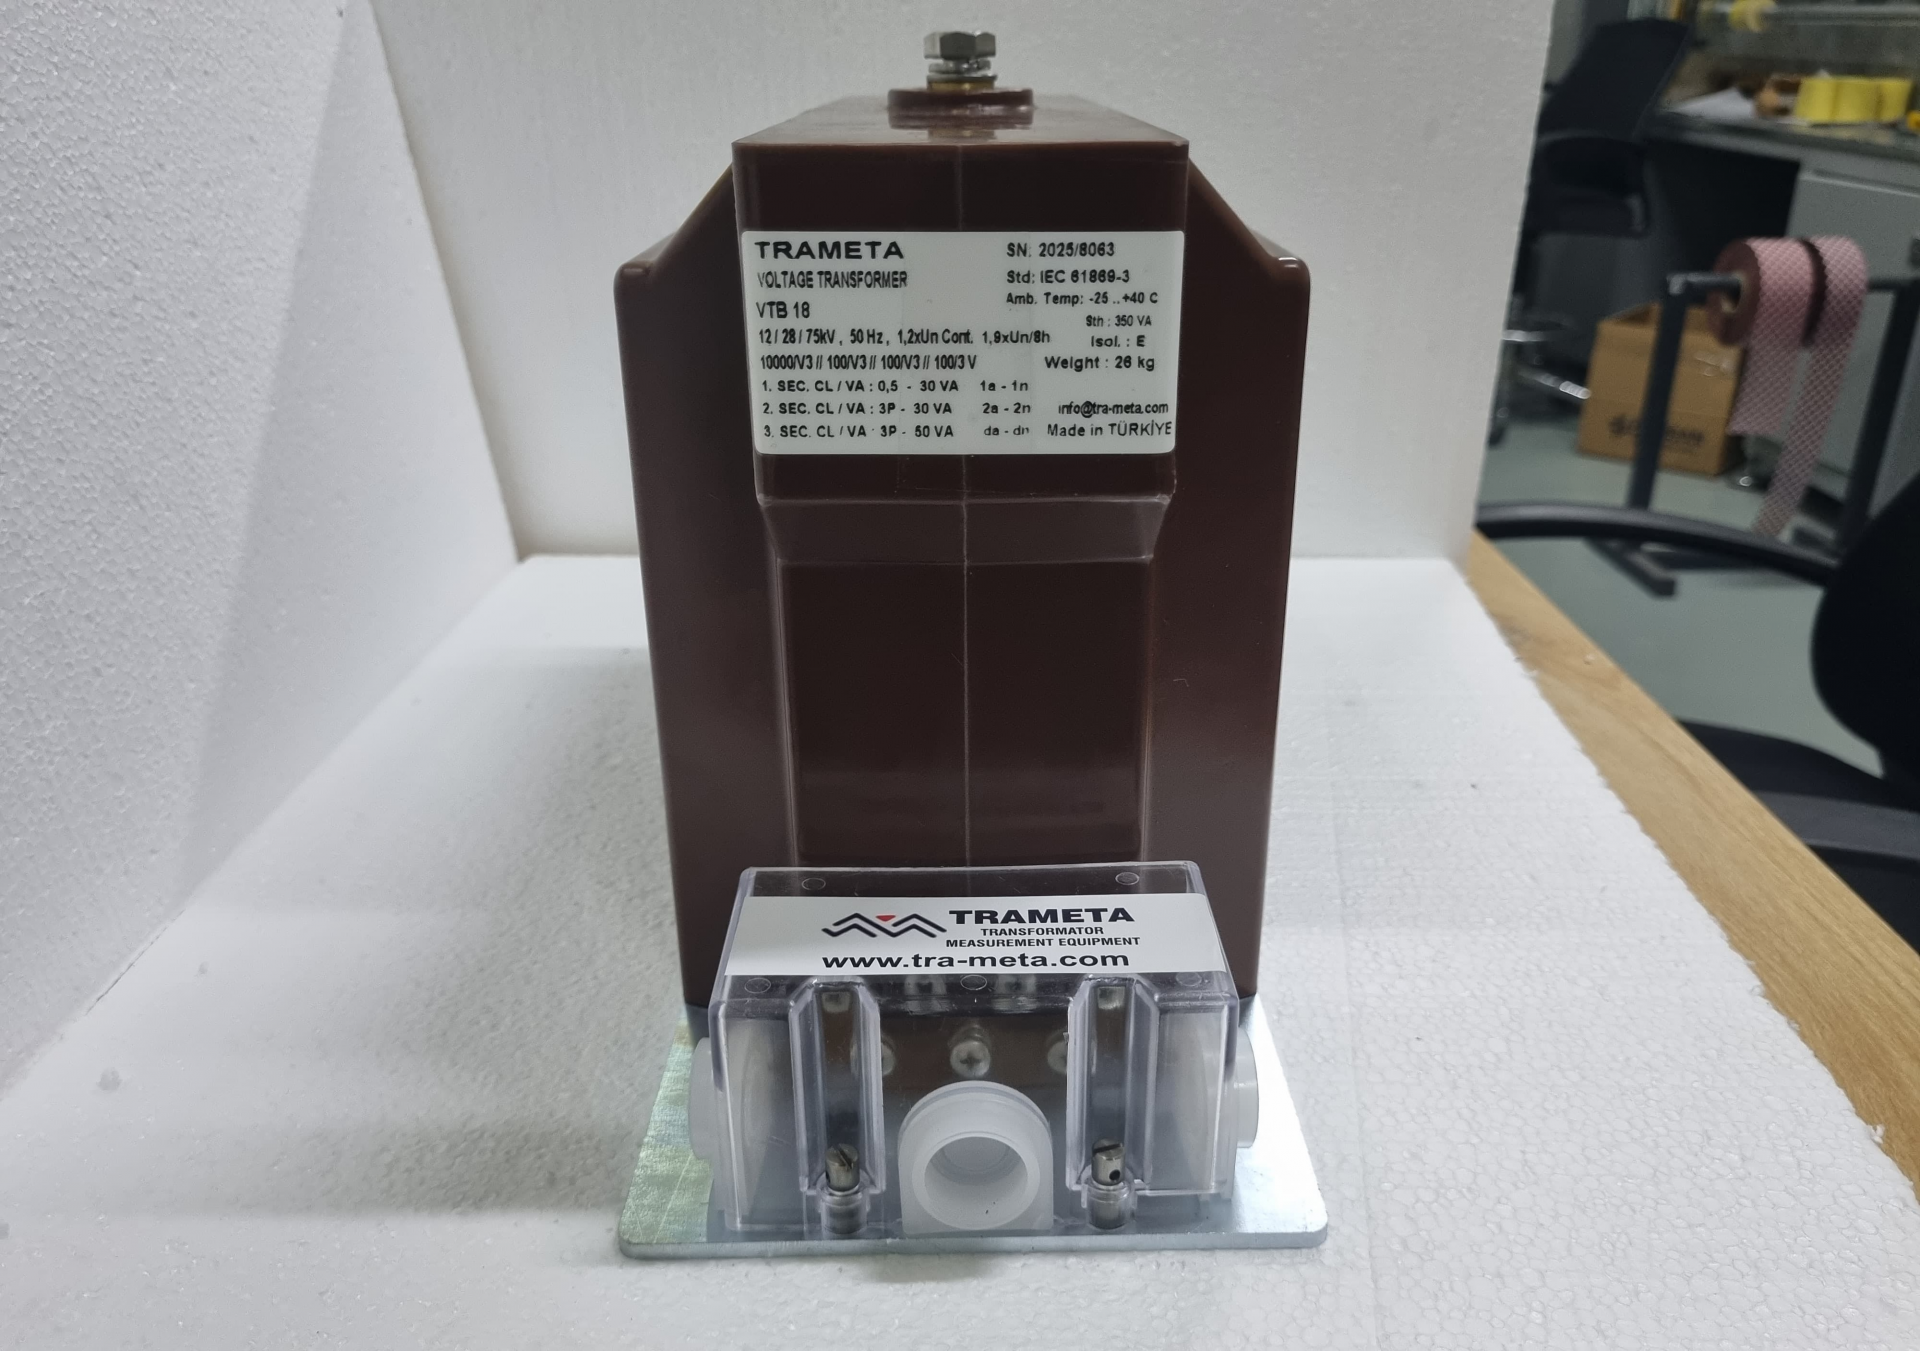 TRAMETA
VOLTAGE TRANSFORMER
VTB 18
SN: 2025/8063
Std: IEC 61869-3
Amb. Temp: -25 .. +40 C
Sth : 350 VA
12 / 28 / 75kV , 50 Hz , 1,2xUn Cont. 1,9xUn/8h
Isol. : E
10000/V3 // 100/V3 // 100/V3 // 100/3 V
Weight : 26 kg
1. SEC. CL / VA : 0,5 - 30 VA 1a - 1n
2. SEC. CL / VA : 3P - 30 VA 2a - 2n
info@tra-meta.com
3. SEC. CL / VA : 3P - 50 VA da - dn
Made in TÜRKİYE
TRAMETA
TRANSFORMATOR
MEASUREMENT EQUIPMENT
www.tra-meta.com